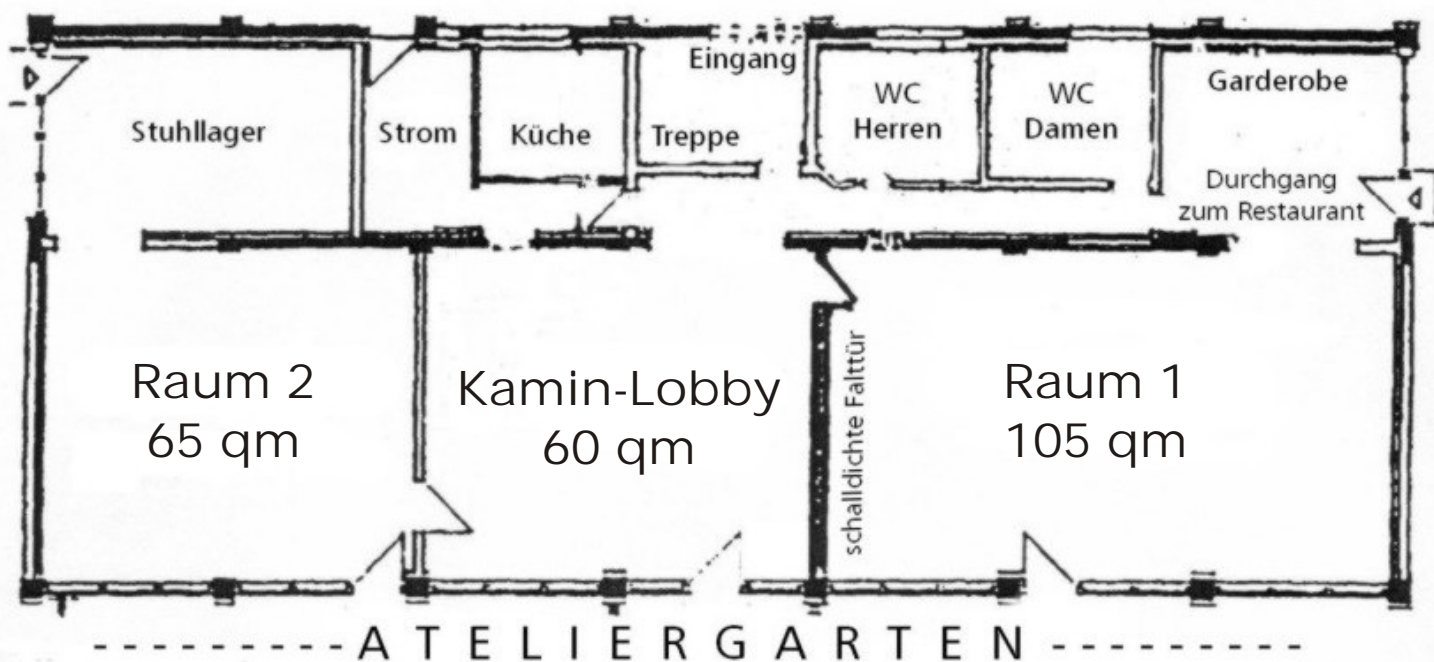 Eingang
Garderobe
WC
Herren
WC
Damen
Stuhllager
Strom
Küche
Treppe
Durchgang
zum Restaurant
Raum 2
65 qm
Kamin-Lobby
60 qm
schalldichte Falttür
Raum 1
105 qm
ATELIERGARTEN